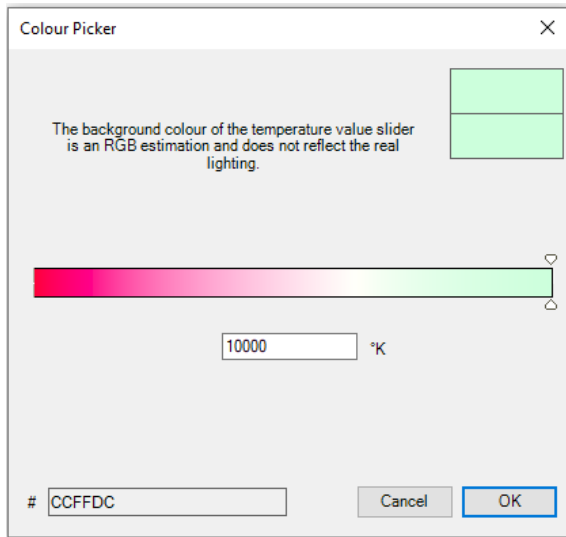 Colour Picker
The background colour of the temperature value slider
is an RGB estimation and does not reflect the real
lighting.
10000 °K
# CCFFDC
Cancel OK